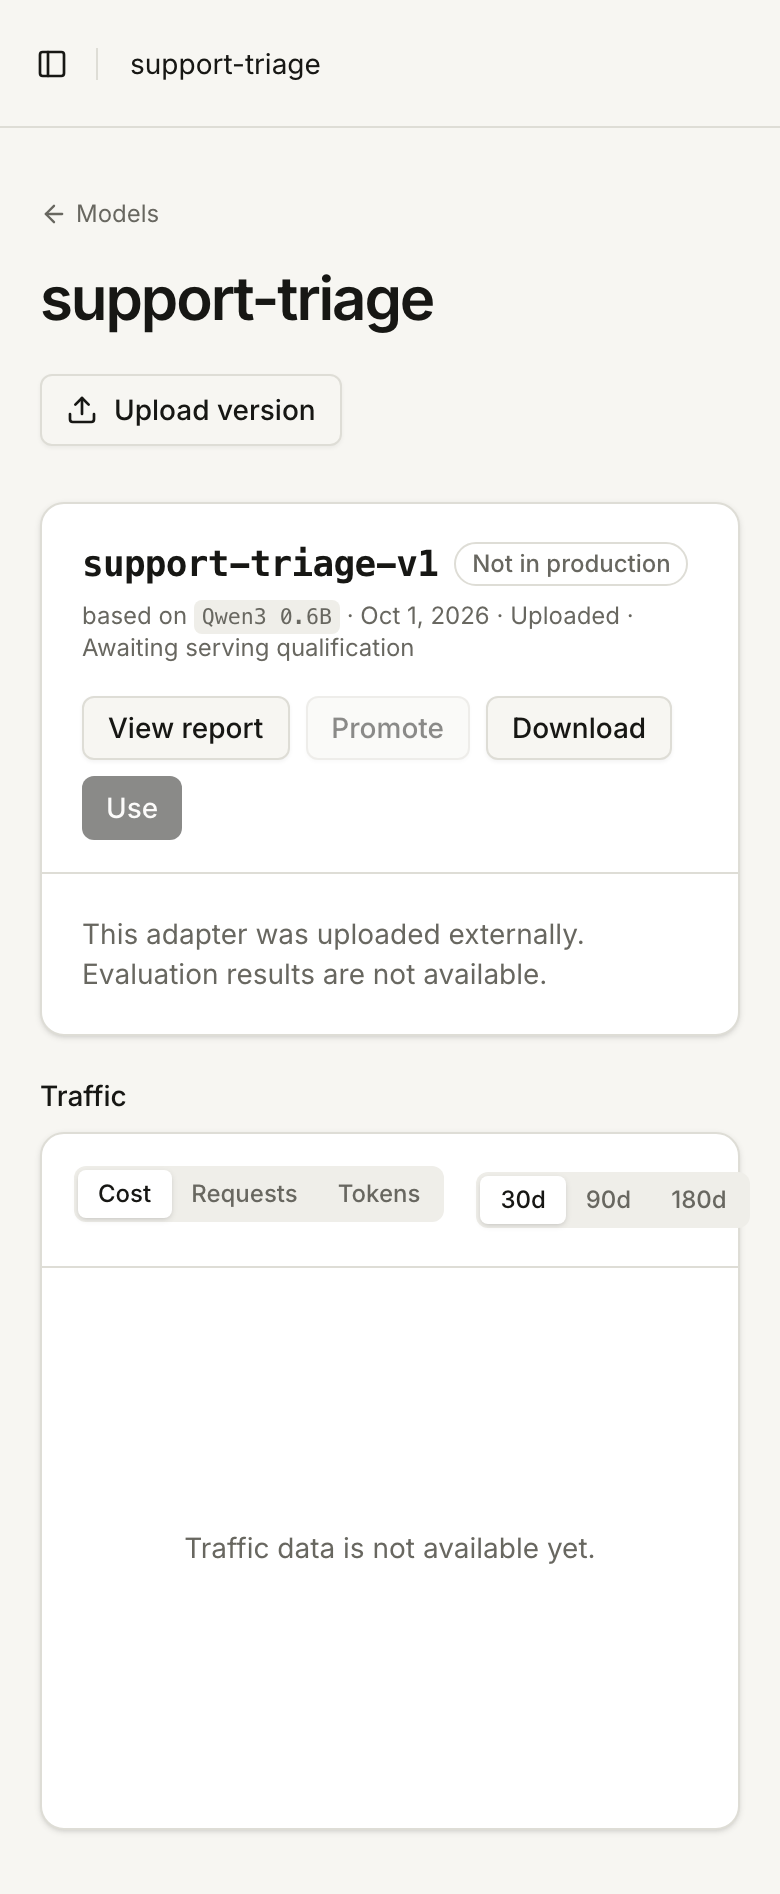 support-triage
Models
support-triage
Upload version
support-triage-v1 Not in production
based on Qwen3 0.6B · Oct 1, 2026 · Uploaded ·
Awaiting serving qualification
View report Promote Download
Use
This adapter was uploaded externally.
Evaluation results are not available.
Traffic
Cost Requests Tokens 30d 90d 180d
Traffic data is not available yet.